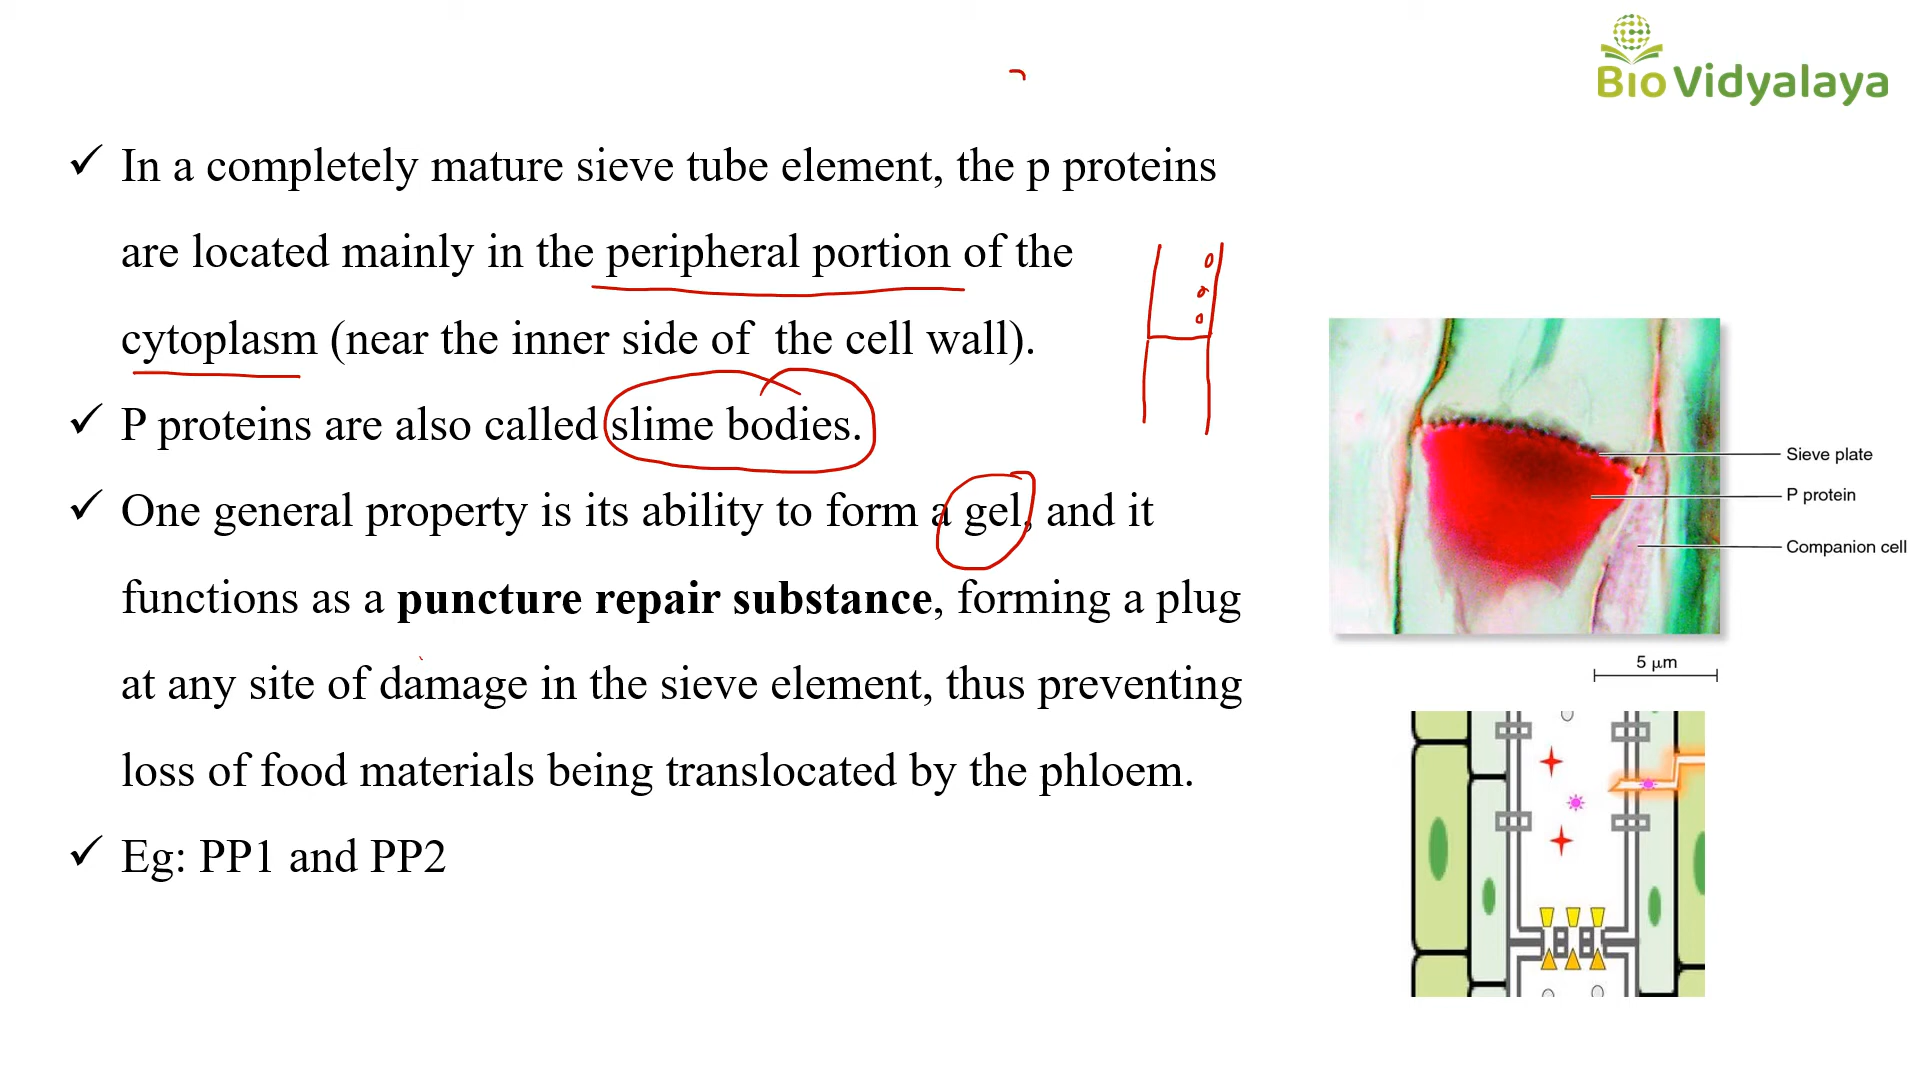 Bio Vidyalaya
✓ In a completely mature sieve tube element, the p proteins
are located mainly in the peripheral portion of the
cytoplasm (near the inner side of  the cell wall).
✓ P proteins are also called slime bodies.
✓ One general property is its ability to form a gel, and it
functions as a puncture repair substance, forming a plug
at any site of damage in the sieve element, thus preventing
loss of food materials being translocated by the phloem.
✓ Eg: PP1 and PP2
Sieve plate
P protein
Companion cell
5 μm